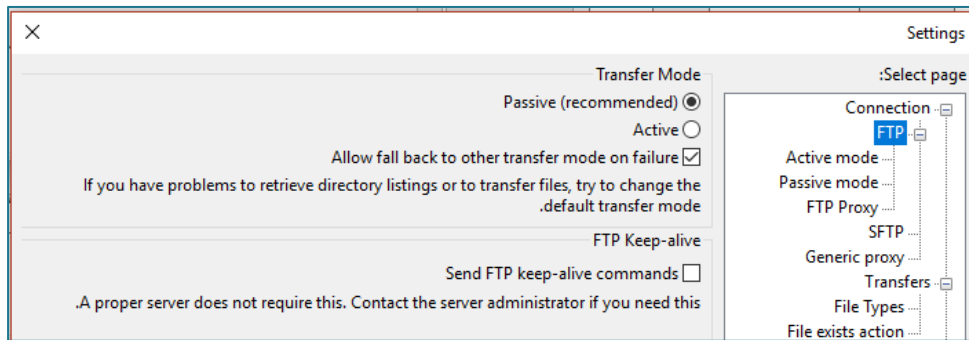 Settings
:Select page
Connection
FTP
Active mode
Passive mode
FTP Proxy
SFTP
Generic proxy
Transfers
File Types
File exists action
Transfer Mode
Passive (recommended)
Active
Allow fall back to other transfer mode on failure
If you have problems to retrieve directory listings or to transfer files, try to change the
.default transfer mode
FTP Keep-alive
Send FTP keep-alive commands
.A proper server does not require this. Contact the server administrator if you need this